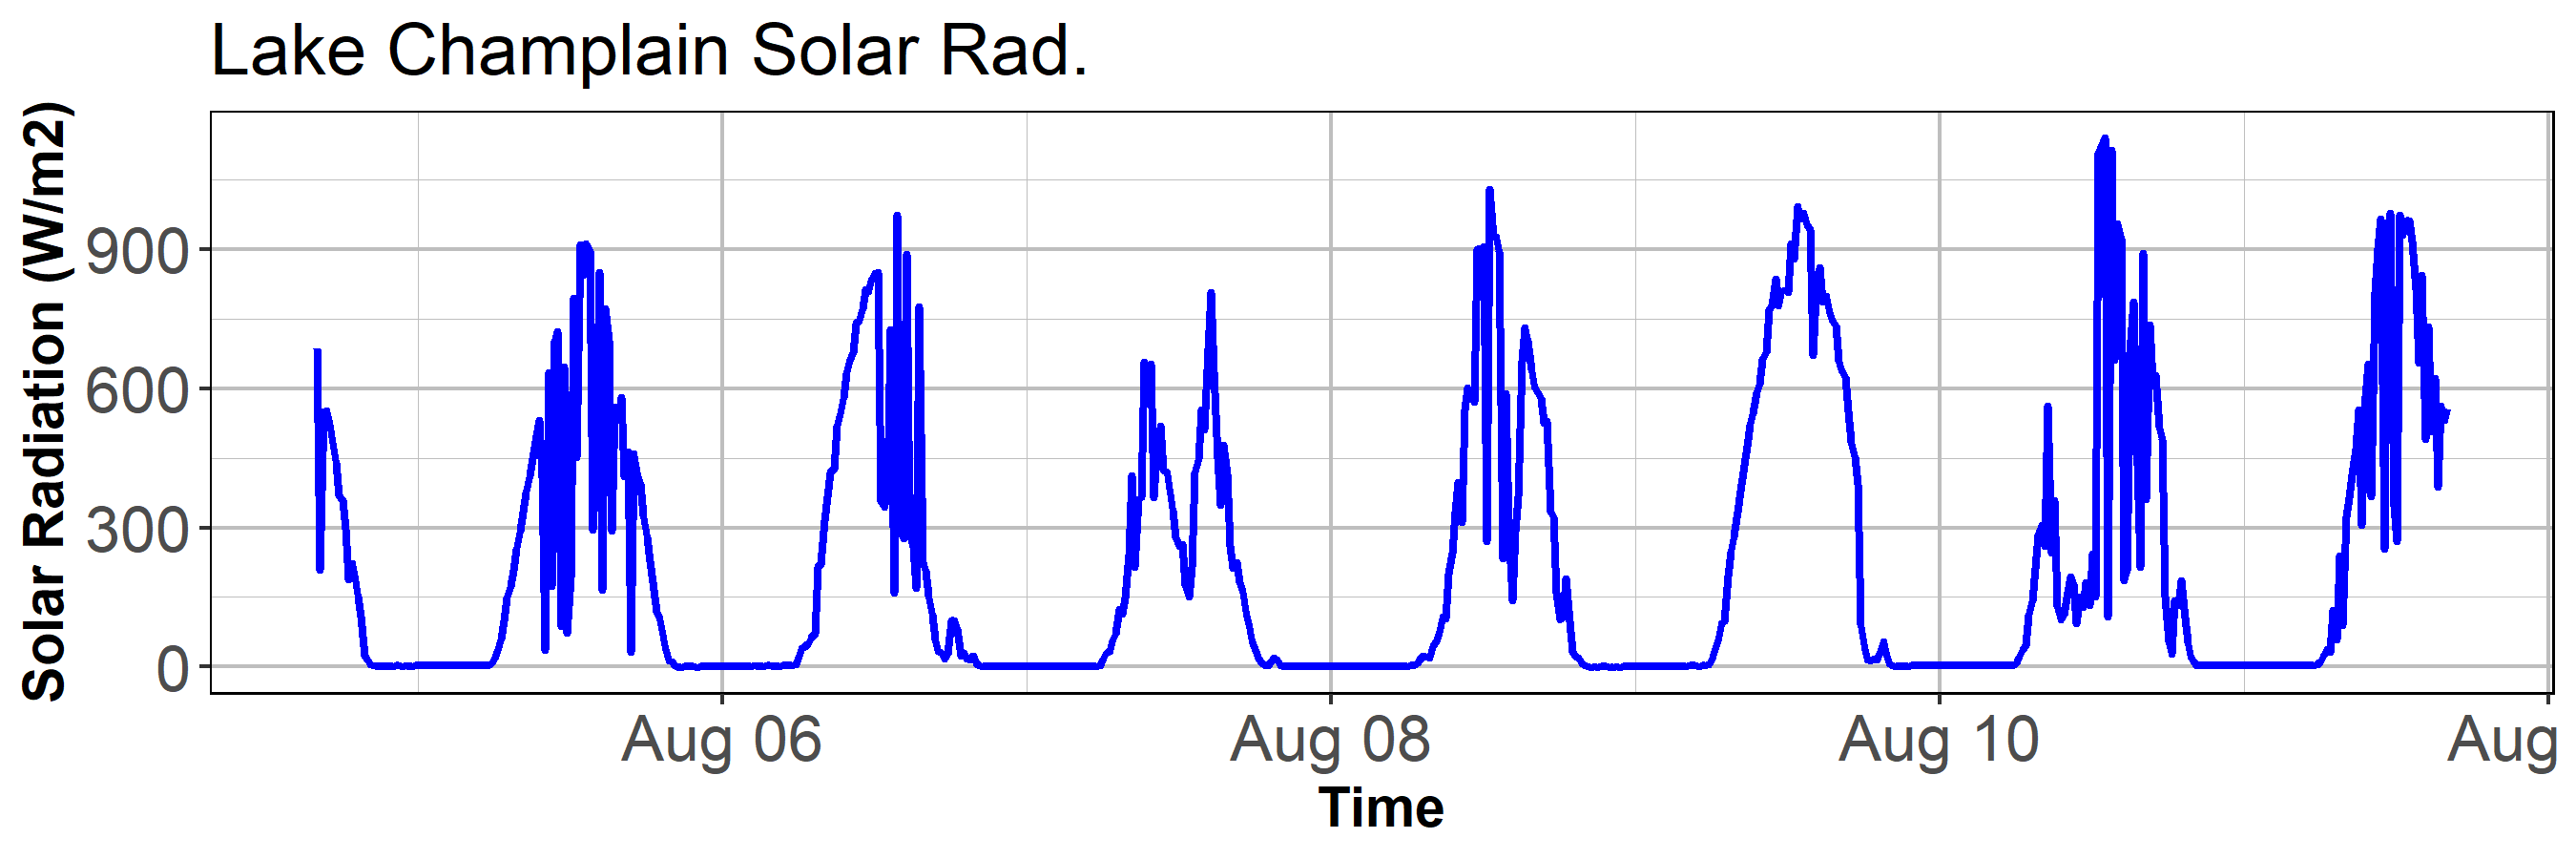 Lake Champlain Solar Rad.
Solar Radiation (W/m2)
900
600
300
0
Aug 06
Aug 08
Aug 10
Aug
Time